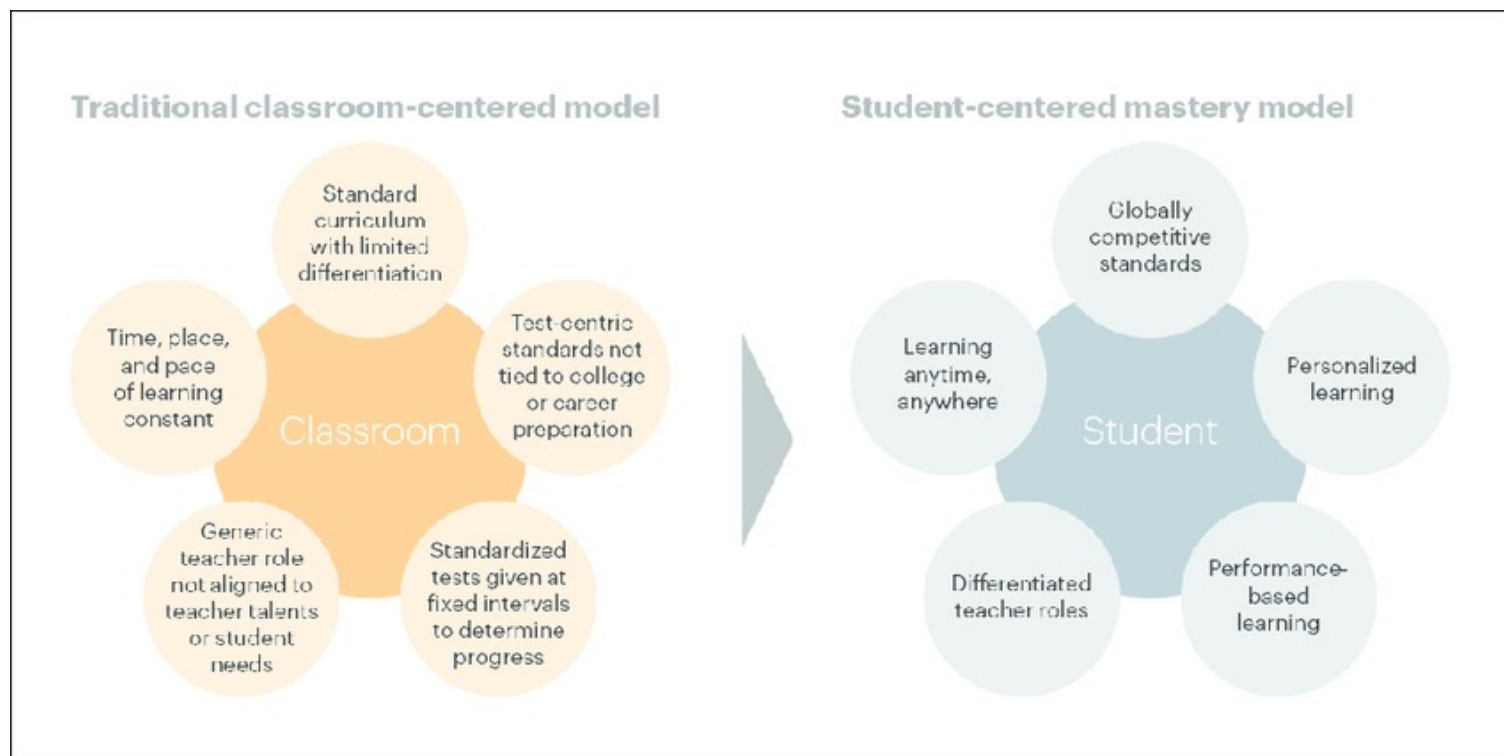 Traditional classroom-centered model
Standard
curriculum
with limited
differentiation
Time, place,
and pace
of learning
constant
Test-centric
standards not
tied to college
or career
preparation
Classroom
Generic
teacher role
not aligned to
teacher talents
or student
needs
Standardized
tests given at
fixed intervals
to determine
progress
Student-centered mastery model
Globally
competitive
standards
Learning
anytime,
anywhere
Personalized
learning
Student
Differentiated
teacher roles
Performance-
based
learning